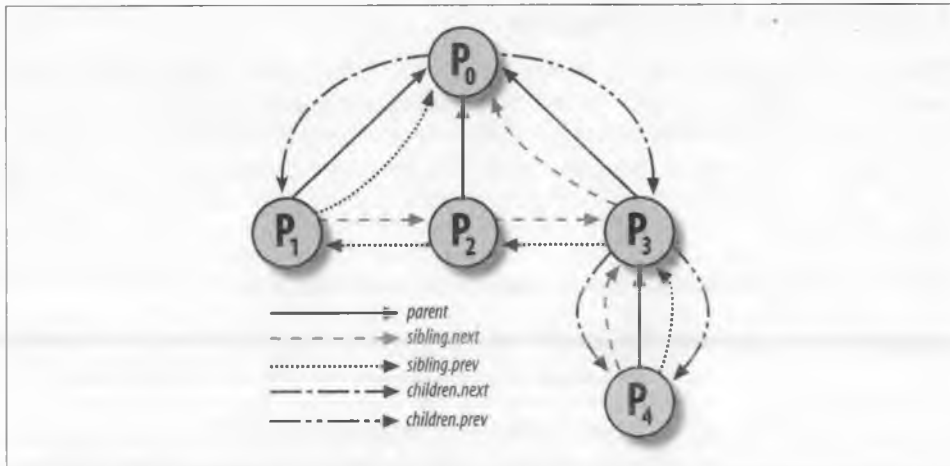 P0
P1
P2
P3
P4
parent
sibling.next
sibling.prev
children.next
children.prev